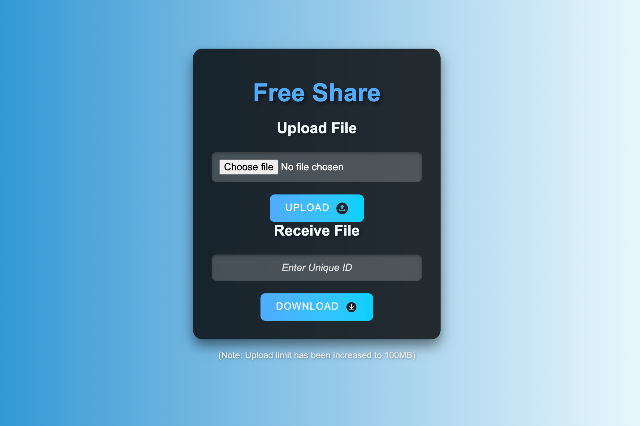 Free Share
Upload File
Choose file No file chosen
UPLOAD
Receive File
Enter Unique ID
DOWNLOAD
(Note: Upload limit has been increased to 100MB)